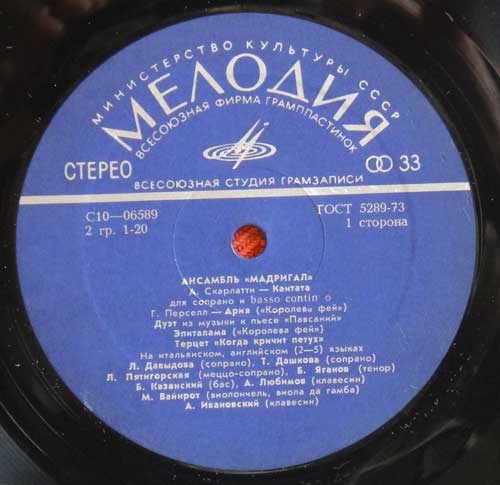 МИНИСТЕРСТВО КУЛЬТУРЫ СССР
МЕЛОДИЯ
ВСЕСОЮЗНАЯ ФИРМА ГРАМПЛАСТИНОК
СТЕРЕО
33
ВСЕСОЮЗНАЯ СТУДИЯ ГРАМЗАПИСИ
С10—06589
ГОСТ 5289-73
2 гр. 1-20
1 сторона
АНСАМБЛЬ «МАДРИГАЛ»
А. Скарлатти — Кантата
для сопрано и basso contin o
Г. Перселл — Ария («Королева фей»)
Дуэт из музыки к пьесе «Павсаний»
Эпиталама («Королева фей»)
Терцет «Когда кричит петух»
На итальянском, английском (2—5) языках
Л. Давыдова (сопрано), Т. Дашкова (сопрано)
Л. Пятигорская (меццо-сопрано), Б. Яганов (тенор)
Б. Казанский (бас), А. Любимов (клавесин)
М. Вайнрот (виолончель, виола да гамба)
А. Ивановский (клавесин)